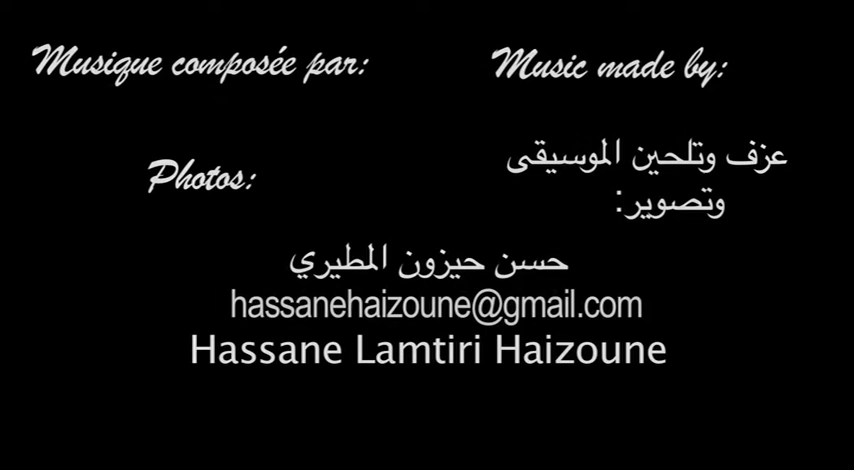 Musique composée par:
Music made by:
عزف وتلحين الموسيقى
Photos:
وتصوير:
حسن حيزون المطيري
hassanehaizoune@gmail.com
Hassane Lamtiri Haizoune